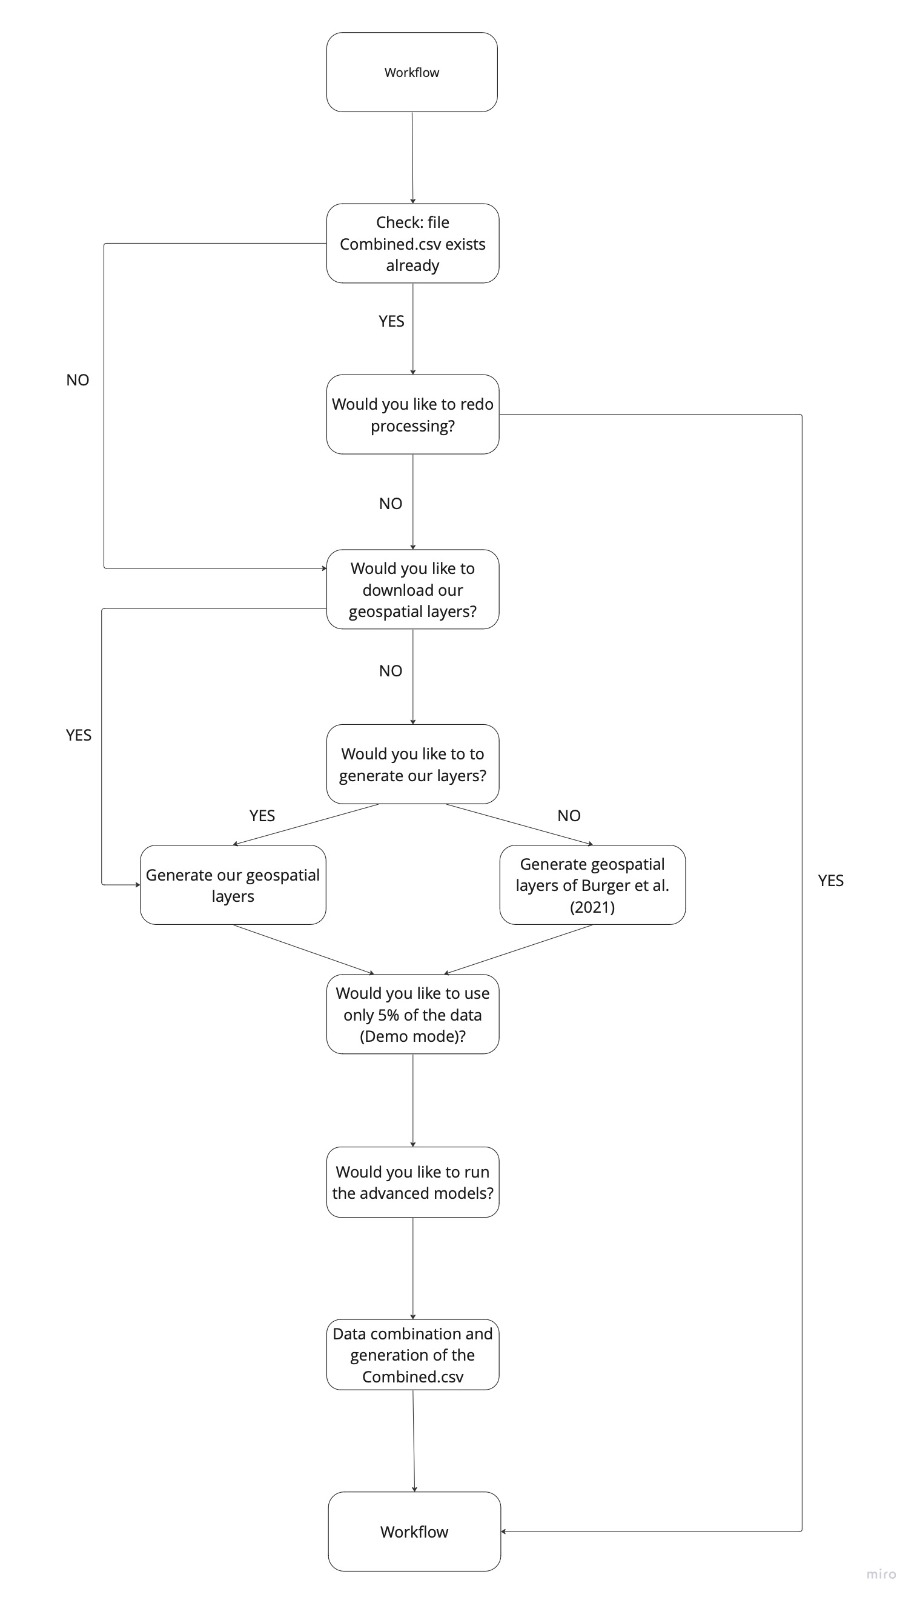 Workflow
Check: file
Combined.csv exists
already
YES
NO
Would you like to redo
processing?
NO
Would you like to
download our
geospatial layers?
NO
YES
Would you like to to
generate our layers?
YES
NO
Generate our geospatial
layers
Generate geospatial
layers of Burger et al.
(2021)
YES
Would you like to use
only 5% of the data
(Demo mode)?
Would you like to run
the advanced models?
Data combination and
generation of the
Combined.csv
Workflow
miro